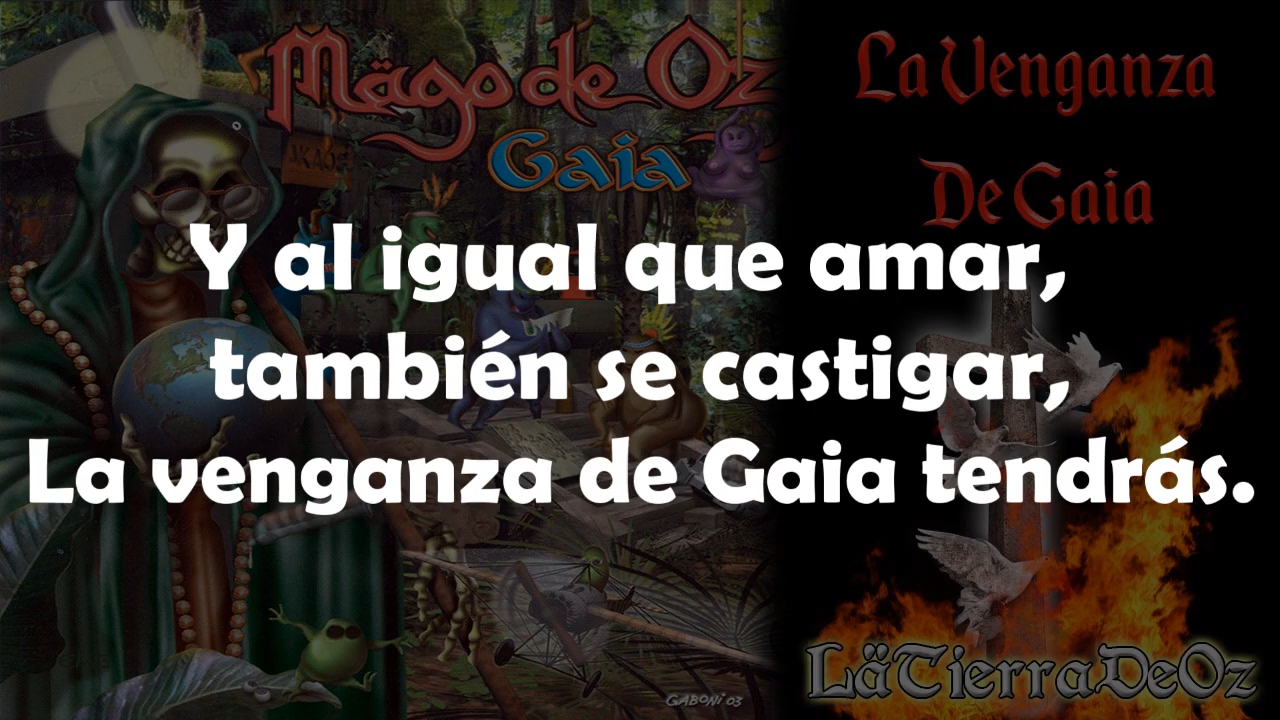 Mägo de Oz
Gaia
AKAÖS
La Venganza
De Gaia
Y al igual que amar,
también se castigar,
La venganza de Gaia tendrás.
GABONI 03
LäTierraDeOz